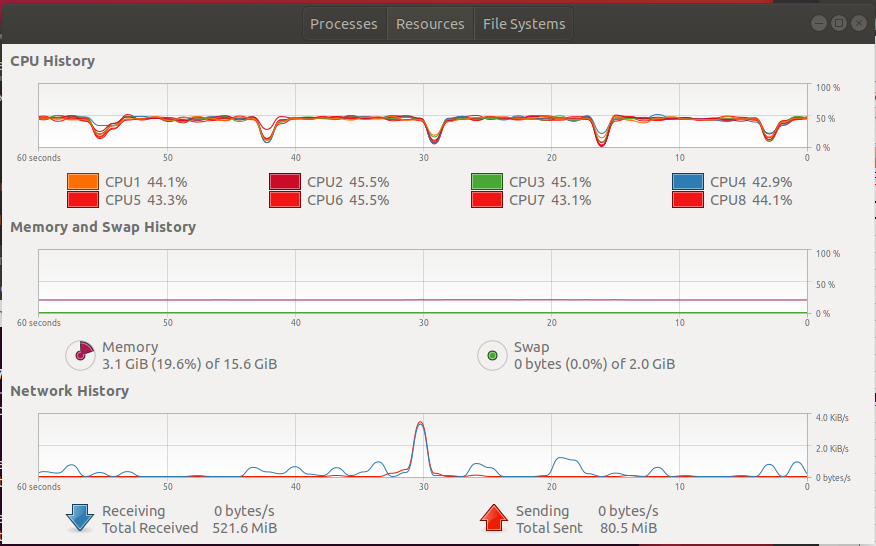 Processes Resources File Systems
CPU History
100 %
50 %
0 %
60 seconds 50 40 30 20 10 0
CPU1 44.1% CPU2 45.5% CPU3 45.1% CPU4 42.9%
CPU5 43.3% CPU6 45.5% CPU7 43.1% CPU8 44.1%
Memory and Swap History
100 %
50 %
0 %
60 seconds 50 40 30 20 10 0
Memory Swap
3.1 GiB (19.6%) of 15.6 GiB 0 bytes (0.0%) of 2.0 GiB
Network History
4.0 KiB/s
2.0 KiB/s
0 bytes/s
60 seconds 50 40 30 20 10 0
Receiving 0 bytes/s Sending 0 bytes/s
Total Received 521.6 MiB Total Sent 80.5 MiB